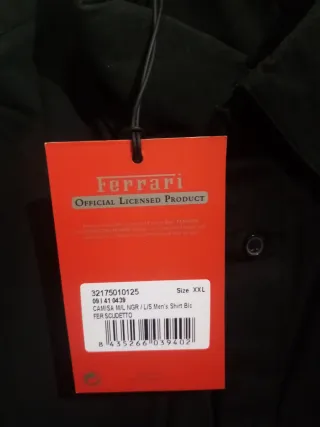 Ferrari
OFFICIAL LICENSED PRODUCT
32175010125 Size XXL
09 I 41 0439
CAMISA M/L NGR / L/S Men's Shirt Blc
FER SCUDETTO
8 435266 039402